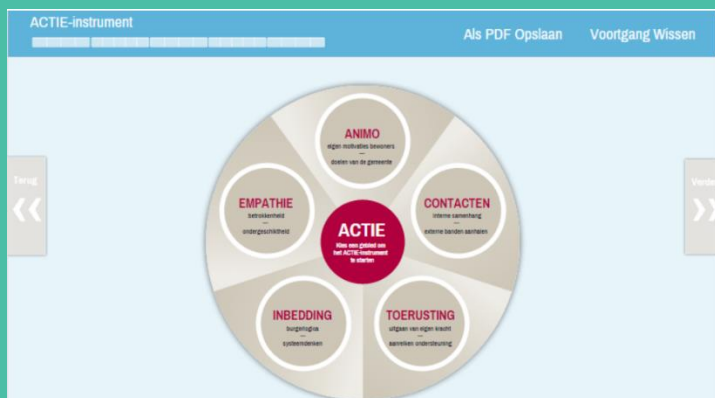 ACTIE-instrument
Als PDF Opslaan
Voortgang Wissen
Terug
Verder
ANIMO
eigen motivaties bewoners
—
doelen van de gemeente
CONTACTEN
interne samenhang
—
externe banden aanhalen
TOERUSTING
uitgaan van eigen kracht
—
aanreiken ondersteuning
INBEDDING
burgerlogica
—
systeemdenken
EMPATHIE
betrokkenheid
—
ondergeschiktheid
ACTIE
Kies een gebied om
het ACTIE-instrument
te starten